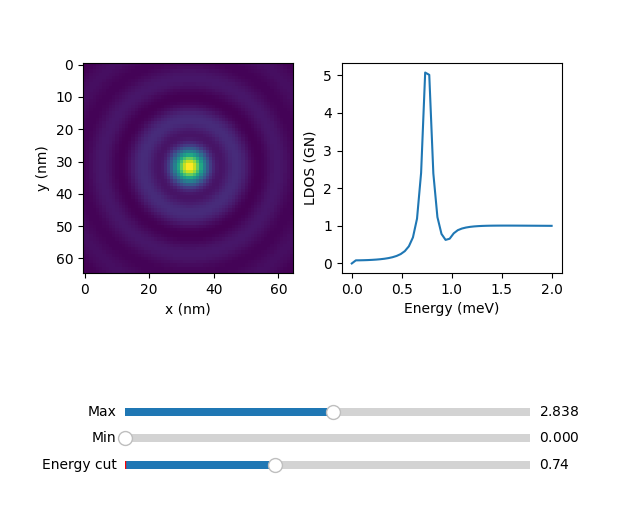 0
10
20
30
40
50
60
y (nm)
0 20 40 60
x (nm)
5
4
3
2
1
0
LDOS (GN)
0.0 0.5 1.0 1.5 2.0
Energy (meV)
Max 2.838
Min 0.000
Energy cut 0.74